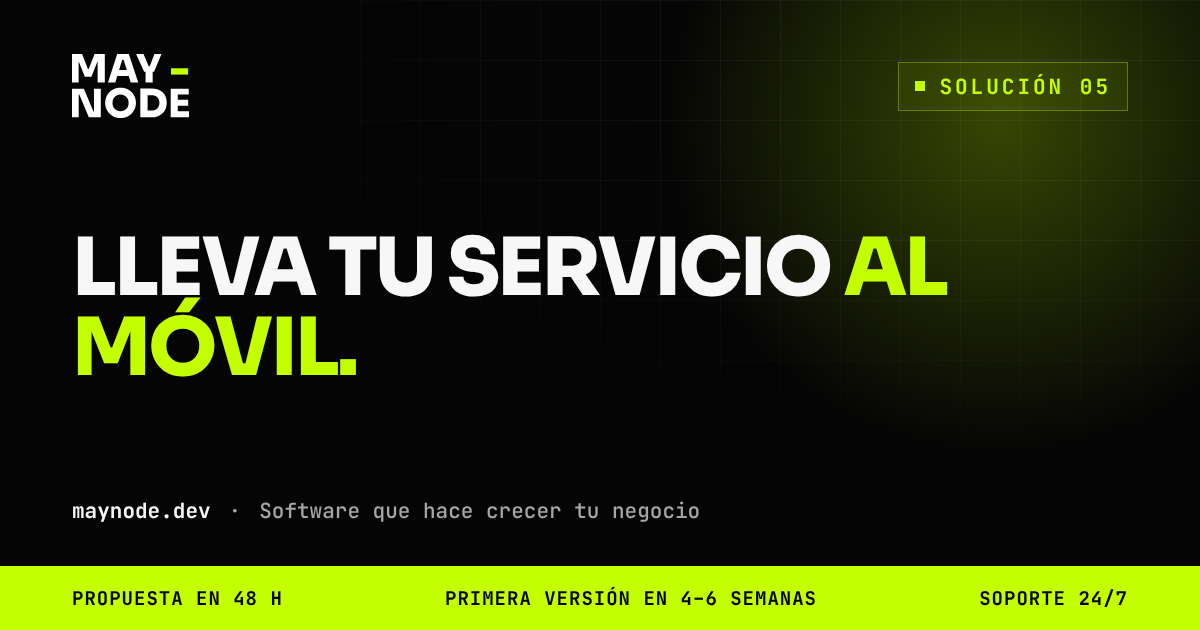 MAY-
NODE
SOLUCIÓN 05
LLEVA TU SERVICIO AL
MÓVIL.
maynode.dev · Software que hace crecer tu negocio
PROPUESTA EN 48 H
PRIMERA VERSIÓN EN 4–6 SEMANAS
SOPORTE 24/7